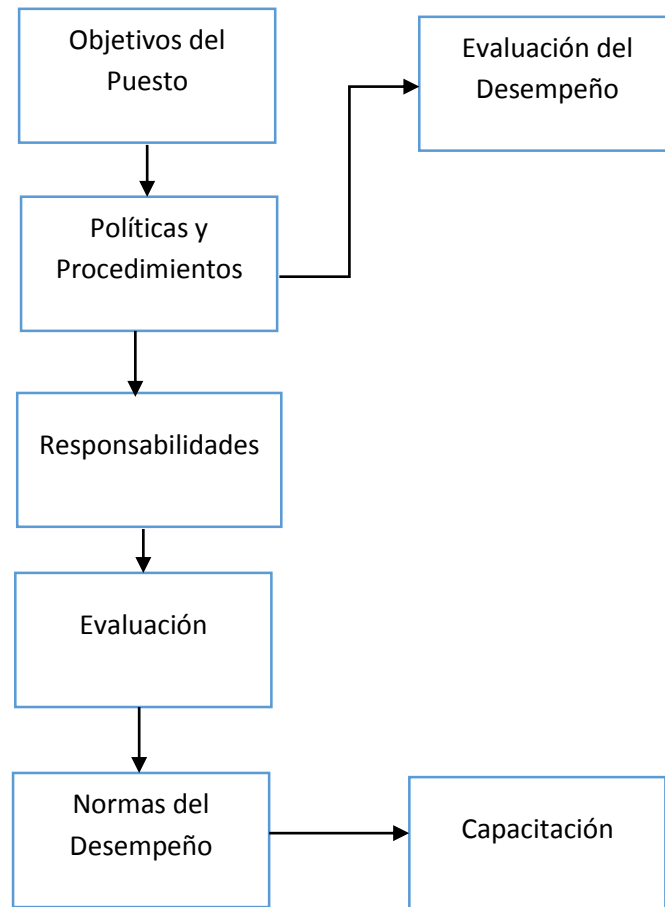 Objetivos del
Puesto
Evaluación del
Desempeño
Políticas y
Procedimientos
Responsabilidades
Evaluación
Normas del
Desempeño
Capacitación